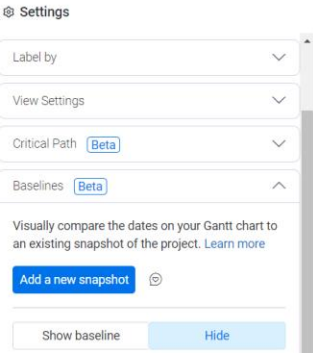 Settings
Label by
View Settings
Critical Path Beta
Baselines Beta
Visually compare the dates on your Gantt chart to
an existing snapshot of the project. Learn more
Add a new snapshot
Show baseline Hide